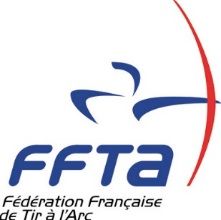 FFTa
Fédération Française
de Tir à l'Arc